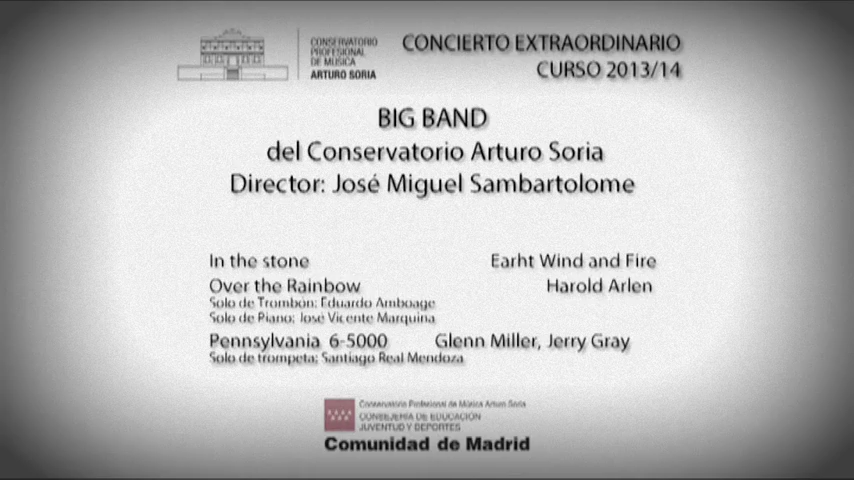 CONSERVATORIO
PROFESIONAL
DE MÚSICA
ARTURO SORIA
CONCIERTO EXTRAORDINARIO
CURSO 2013/14
BIG BAND
del Conservatorio Arturo Soria
Director: José Miguel Sambartolome
In the stone Earht Wind and Fire
Over the Rainbow Harold Arlen
Solo de Trombón: Eduardo Amboage
Solo de Piano: José Vicente Marquina
Pennsylvania 6-5000 Glenn Miller, Jerry Gray
Solo de trompeta: Santiago Real Mendoza
Conservatorio Profesional de Música Arturo Soria
CONSEJERÍA DE EDUCACIÓN
JUVENTUD Y DEPORTES
Comunidad de Madrid